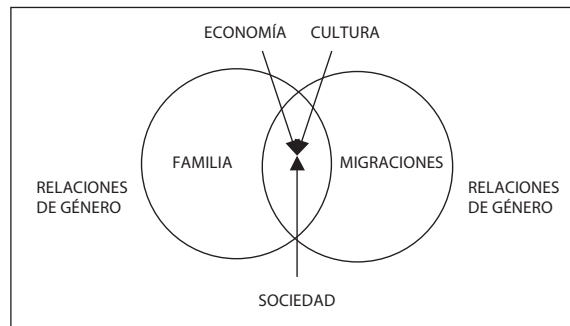 ECONOMÍA CULTURA
FAMILIA
MIGRACIONES
RELACIONES
DE GÉNERO
RELACIONES
DE GÉNERO
SOCIEDAD